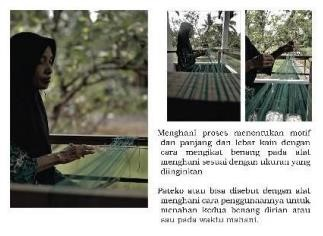 Menghani proses menentukan motif
dan panjang dan lebar kain dengan
cara mengikat benang pada alat
menghani sesuai dengan ukuran yang
diinginkan
Pateko atau bisa disebut dengan alat
menghani cara penggunaannya untuk
menahan kedua benang dirian atau
sau pada waktu mahani.